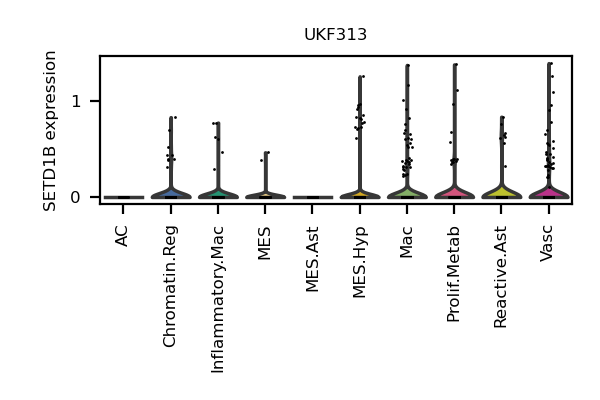 UKF313
SETD1B expression
1
0
AC
Chromatin.Reg
Inflammatory.Mac
MES
MES.Ast
MES.Hyp
Mac
Prolif.Metab
Reactive.Ast
Vasc